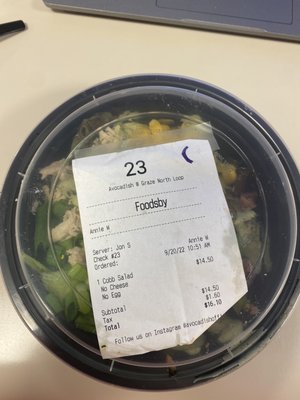 23
Avocadish @ Graze North Loop
Foodsby
Annie W
Server: Jon S
Annie W
Check #23
9/20/22 10:51 AM
Ordered:
1 Cobb Salad $14.50
No Cheese
No Egg
Subtotal $14.50
Tax $1.60
Total $16.10
Follow us on Instagram @avocadishoffi